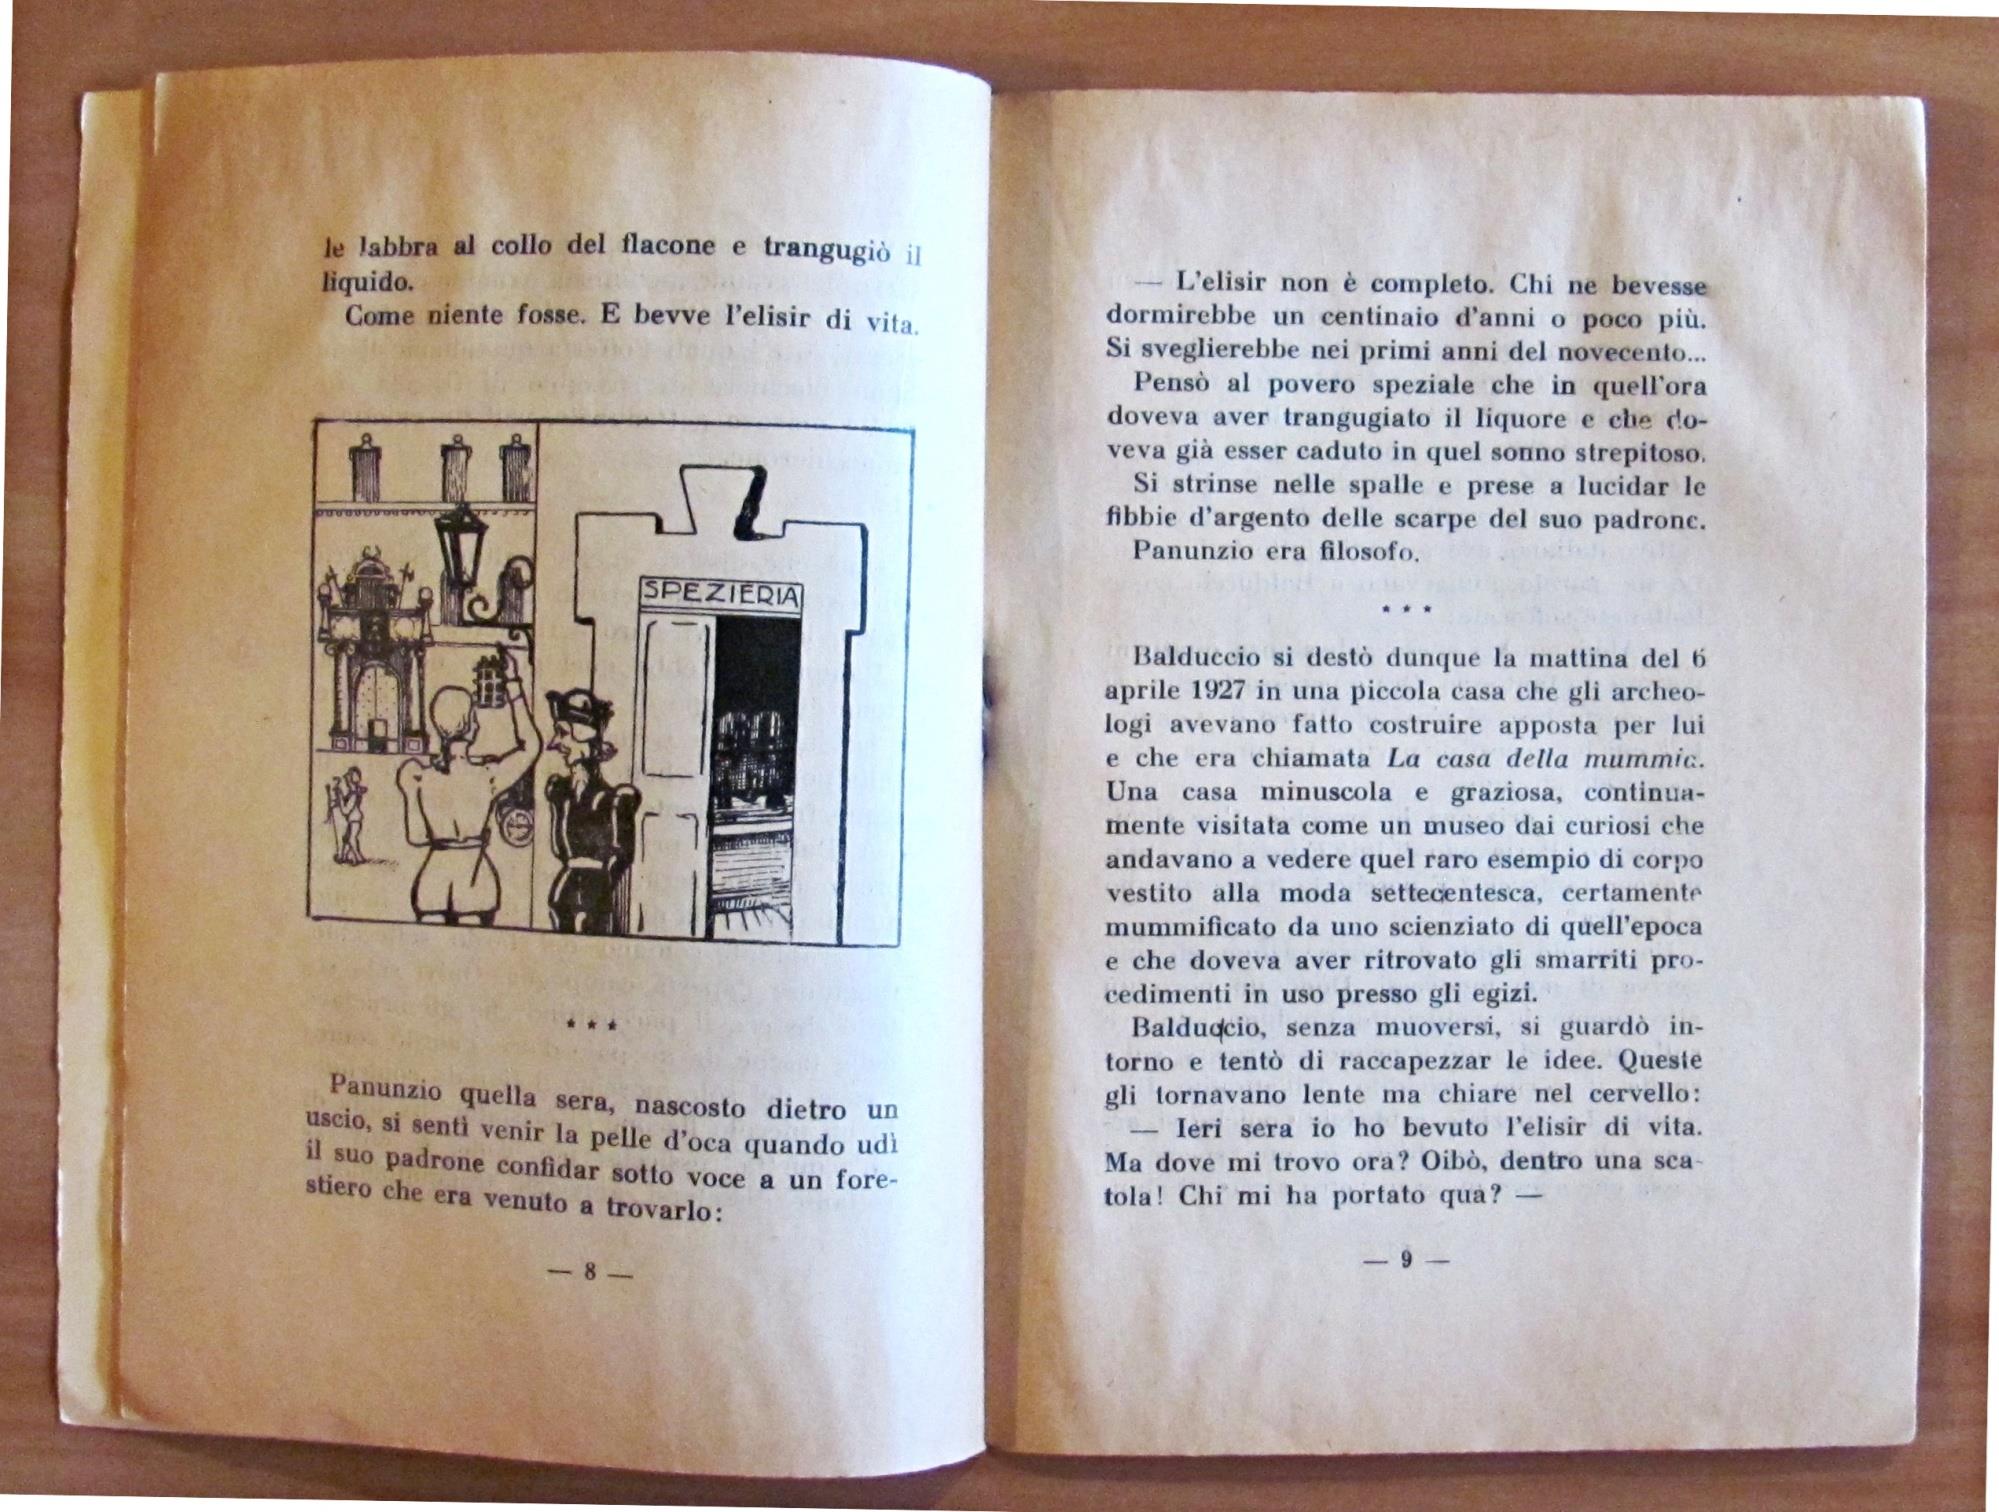 le labbra al collo del flacone e trangugiò il
liquido.
Come niente fosse. E bevve l'elisir di vita.
SPEZIERIA
* * *
Panunzio quella sera, nascosto dietro un
uscio, si sentì venir la pelle d'oca quando udì
il suo padrone confidar sotto voce a un fore-
stiero che era venuto a trovarlo:
— 8 —
— L'elisir non è completo. Chi ne bevesse
dormirebbe un centinaio d'anni o poco più.
Si sveglierebbe nei primi anni del novecento...
Pensò al povero speziale che in quell'ora
doveva aver trangugiato il liquore e che do-
veva già esser caduto in quel sonno strepitoso.
Si strinse nelle spalle e prese a lucidar le
fibbie d'argento delle scarpe del suo padrone.
Panunzio era filosofo.
* * *
Balduccio si destò dunque la mattina del 6
aprile 1927 in una piccola casa che gli archeo-
logi avevano fatto costruire apposta per lui
e che era chiamata La casa della mummia.
Una casa minuscola e graziosa, continua-
mente visitata come un museo dai curiosi che
andavano a vedere quel raro esempio di corpo
vestito alla moda settecentesca, certamente
mummificato da uno scienziato di quell'epoca
e che doveva aver ritrovato gli smarriti pro-
cedimenti in uso presso gli egizi.
Balduccio, senza muoversi, si guardò in-
torno e tentò di raccapezzar le idee. Queste
gli tornavano lente ma chiare nel cervello:
— Ieri sera io ho bevuto l'elisir di vita.
Ma dove mi trovo ora? Oibò, dentro una sca-
tola! Chi mi ha portato qua? —
— 9 —